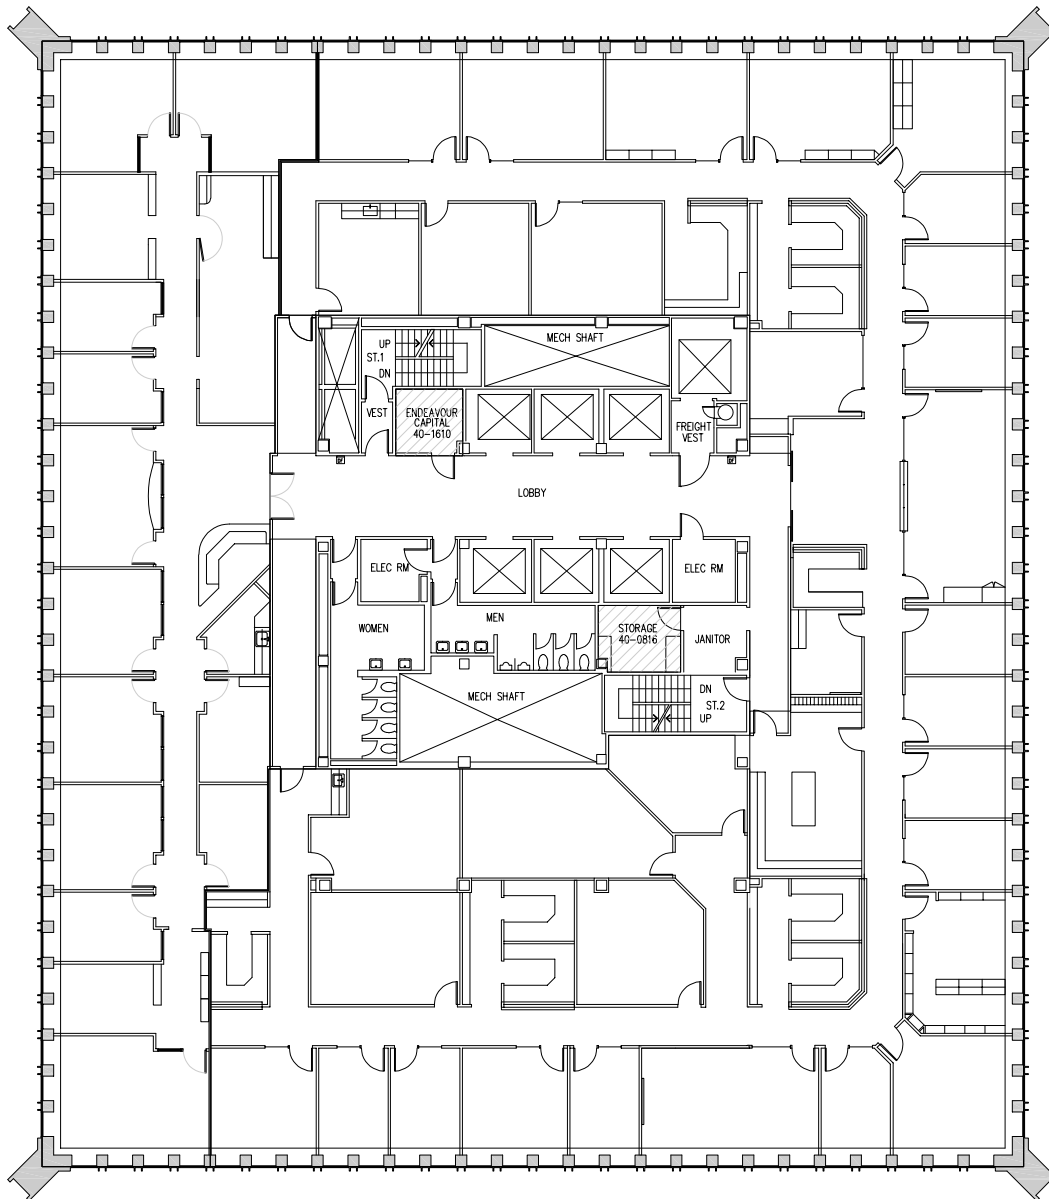 MECH SHAFT
UP
ST.1
DN
VEST
ENDEAVOUR
CAPITAL
40-1610
FREIGHT
VEST
LOBBY
ELEC RM
ELEC RM
WOMEN
MEN
STORAGE
40-0816
JANITOR
MECH SHAFT
DN
ST.2
UP